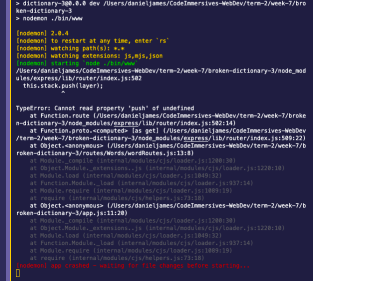 > dictionary-3@0.0.0 dev /Users/danieljames/CodeImmersives-WebDev/term-2/week-7/bro
ken-dictionary-3
> nodemon ./bin/www
[nodemon] 2.0.4
[nodemon] to restart at any time, enter `rs`
[nodemon] watching path(s): *.*
[nodemon] watching extensions: js,mjs,json
[nodemon] starting `node ./bin/www`
/Users/danieljames/CodeImmersives-WebDev/term-2/week-7/broken-dictionary-3/node_mod
ules/express/lib/router/index.js:502
  this.stack.push(layer);
             ^
TypeError: Cannot read property 'push' of undefined
    at Function.route (/Users/danieljames/CodeImmersives-WebDev/term-2/week-7/broke
n-dictionary-3/node_modules/express/lib/router/index.js:502:14)
    at Function.proto.<computed> [as get] (/Users/danieljames/CodeImmersives-WebDev
/term-2/week-7/broken-dictionary-3/node_modules/express/lib/router/index.js:509:22)
    at Object.<anonymous> (/Users/danieljames/CodeImmersives-WebDev/term-2/week-7/b
roken-dictionary-3/routes/Words/wordRoutes.js:13:8)
    at Module._compile (internal/modules/cjs/loader.js:1200:30)
    at Object.Module._extensions..js (internal/modules/cjs/loader.js:1220:10)
    at Module.load (internal/modules/cjs/loader.js:1049:32)
    at Function.Module._load (internal/modules/cjs/loader.js:937:14)
    at Module.require (internal/modules/cjs/loader.js:1089:19)
    at require (internal/modules/cjs/helpers.js:73:18)
    at Object.<anonymous> (/Users/danieljames/CodeImmersives-WebDev/term-2/week-7/b
roken-dictionary-3/app.js:11:20)
    at Module._compile (internal/modules/cjs/loader.js:1200:30)
    at Object.Module._extensions..js (internal/modules/cjs/loader.js:1220:10)
    at Module.load (internal/modules/cjs/loader.js:1049:32)
    at Function.Module._load (internal/modules/cjs/loader.js:937:14)
    at Module.require (internal/modules/cjs/loader.js:1089:19)
    at require (internal/modules/cjs/helpers.js:73:18)
[nodemon] app crashed - waiting for file changes before starting...